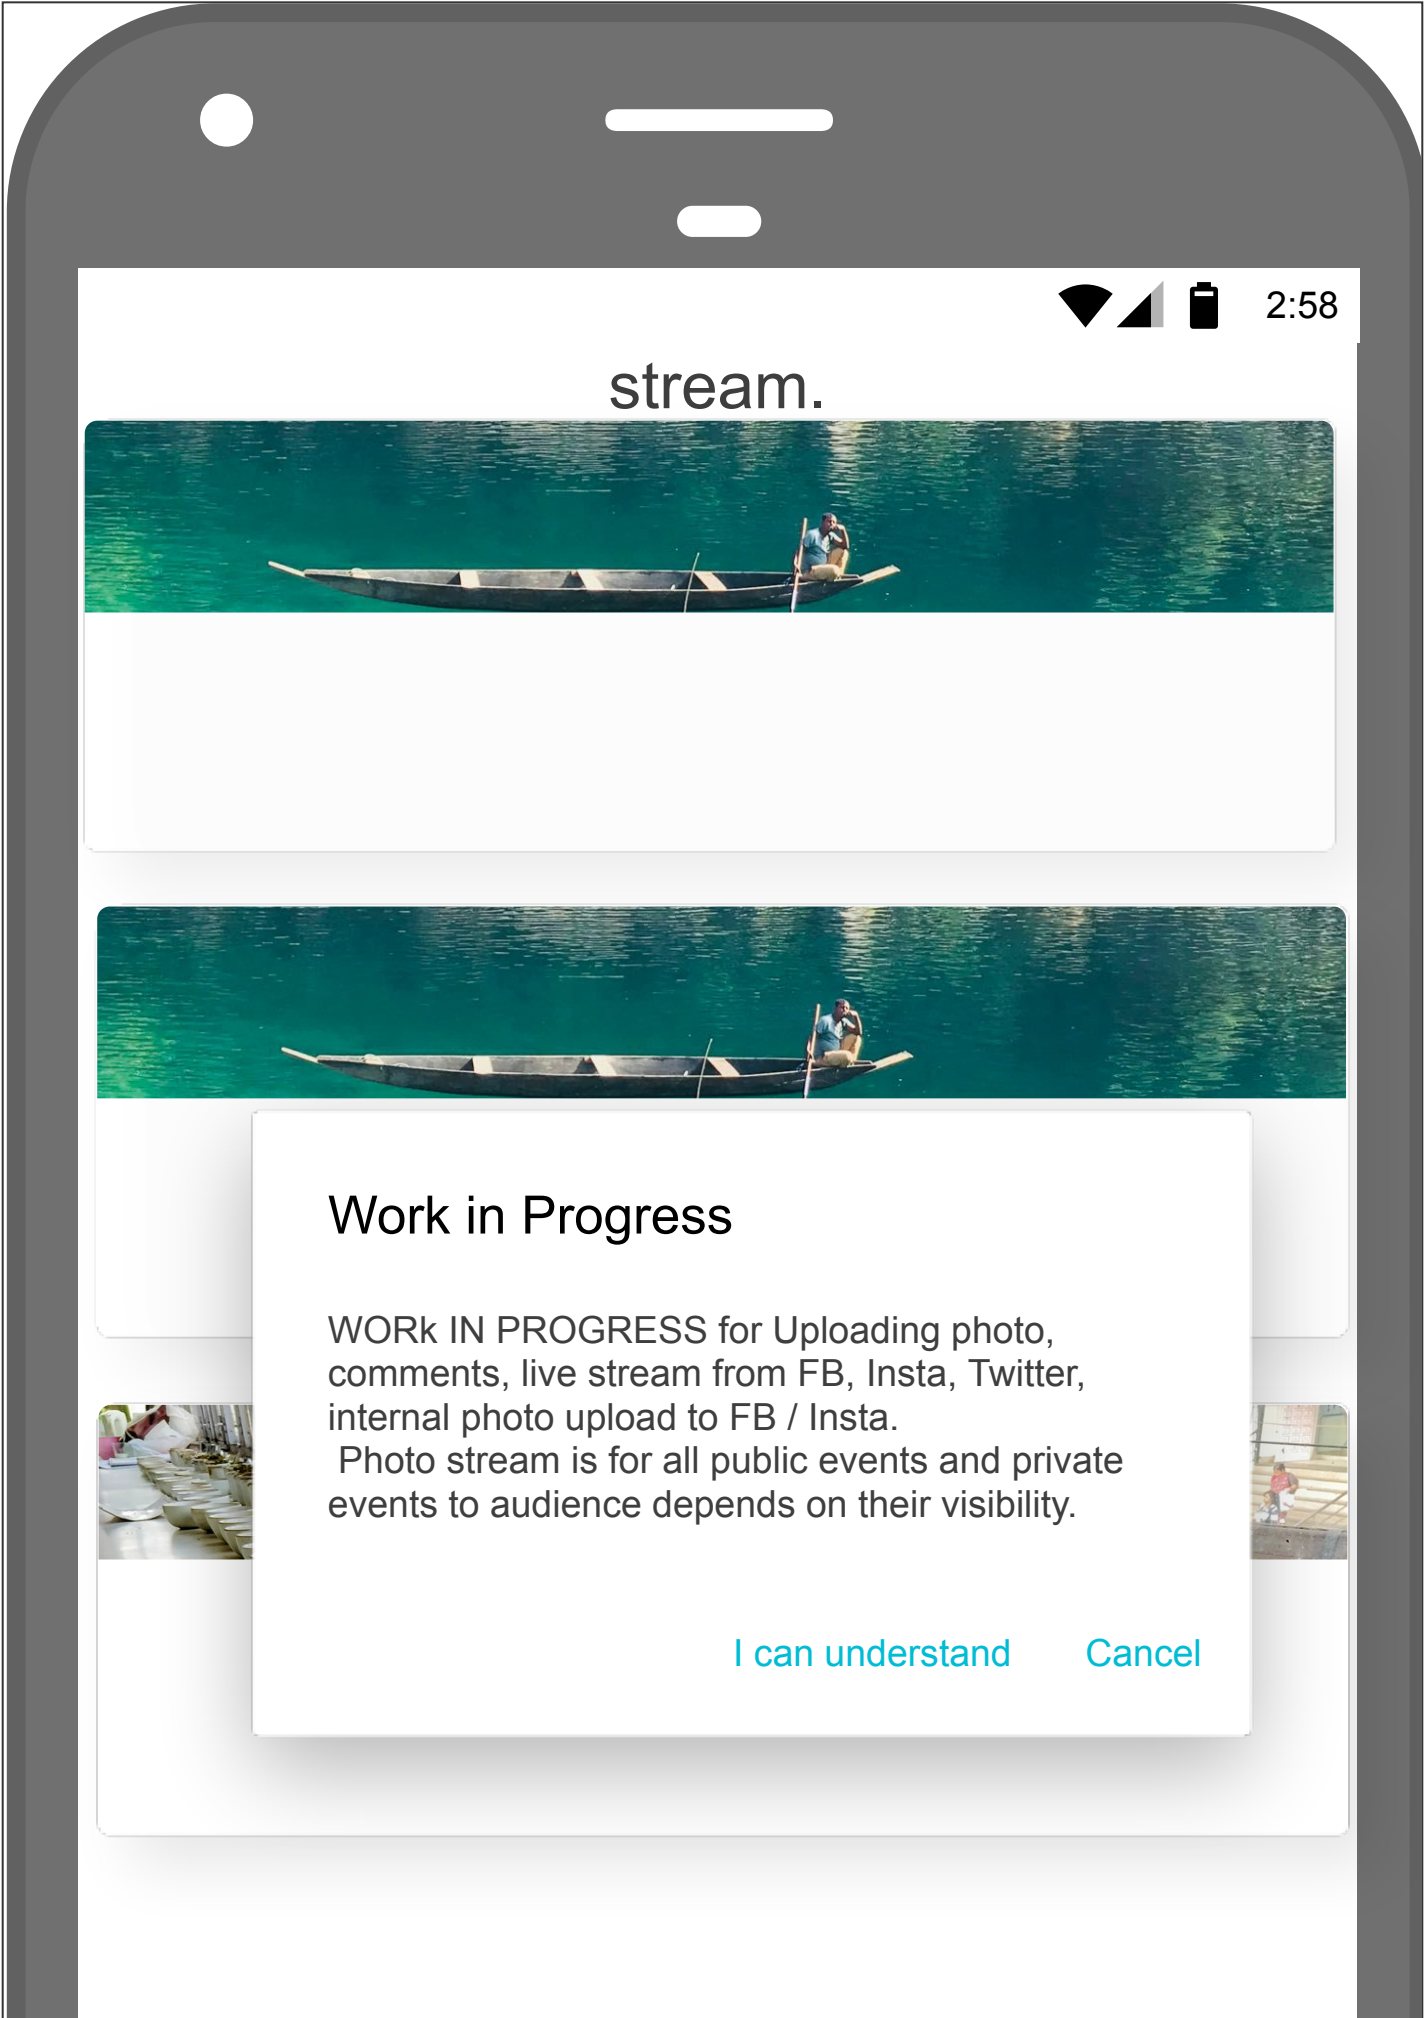 2:58
stream.
Work in Progress
WORk IN PROGRESS for Uploading photo,
comments, live stream from FB, Insta, Twitter,
internal photo upload to FB / Insta.
Photo stream is for all public events and private
events to audience depends on their visibility.
I can understand Cancel